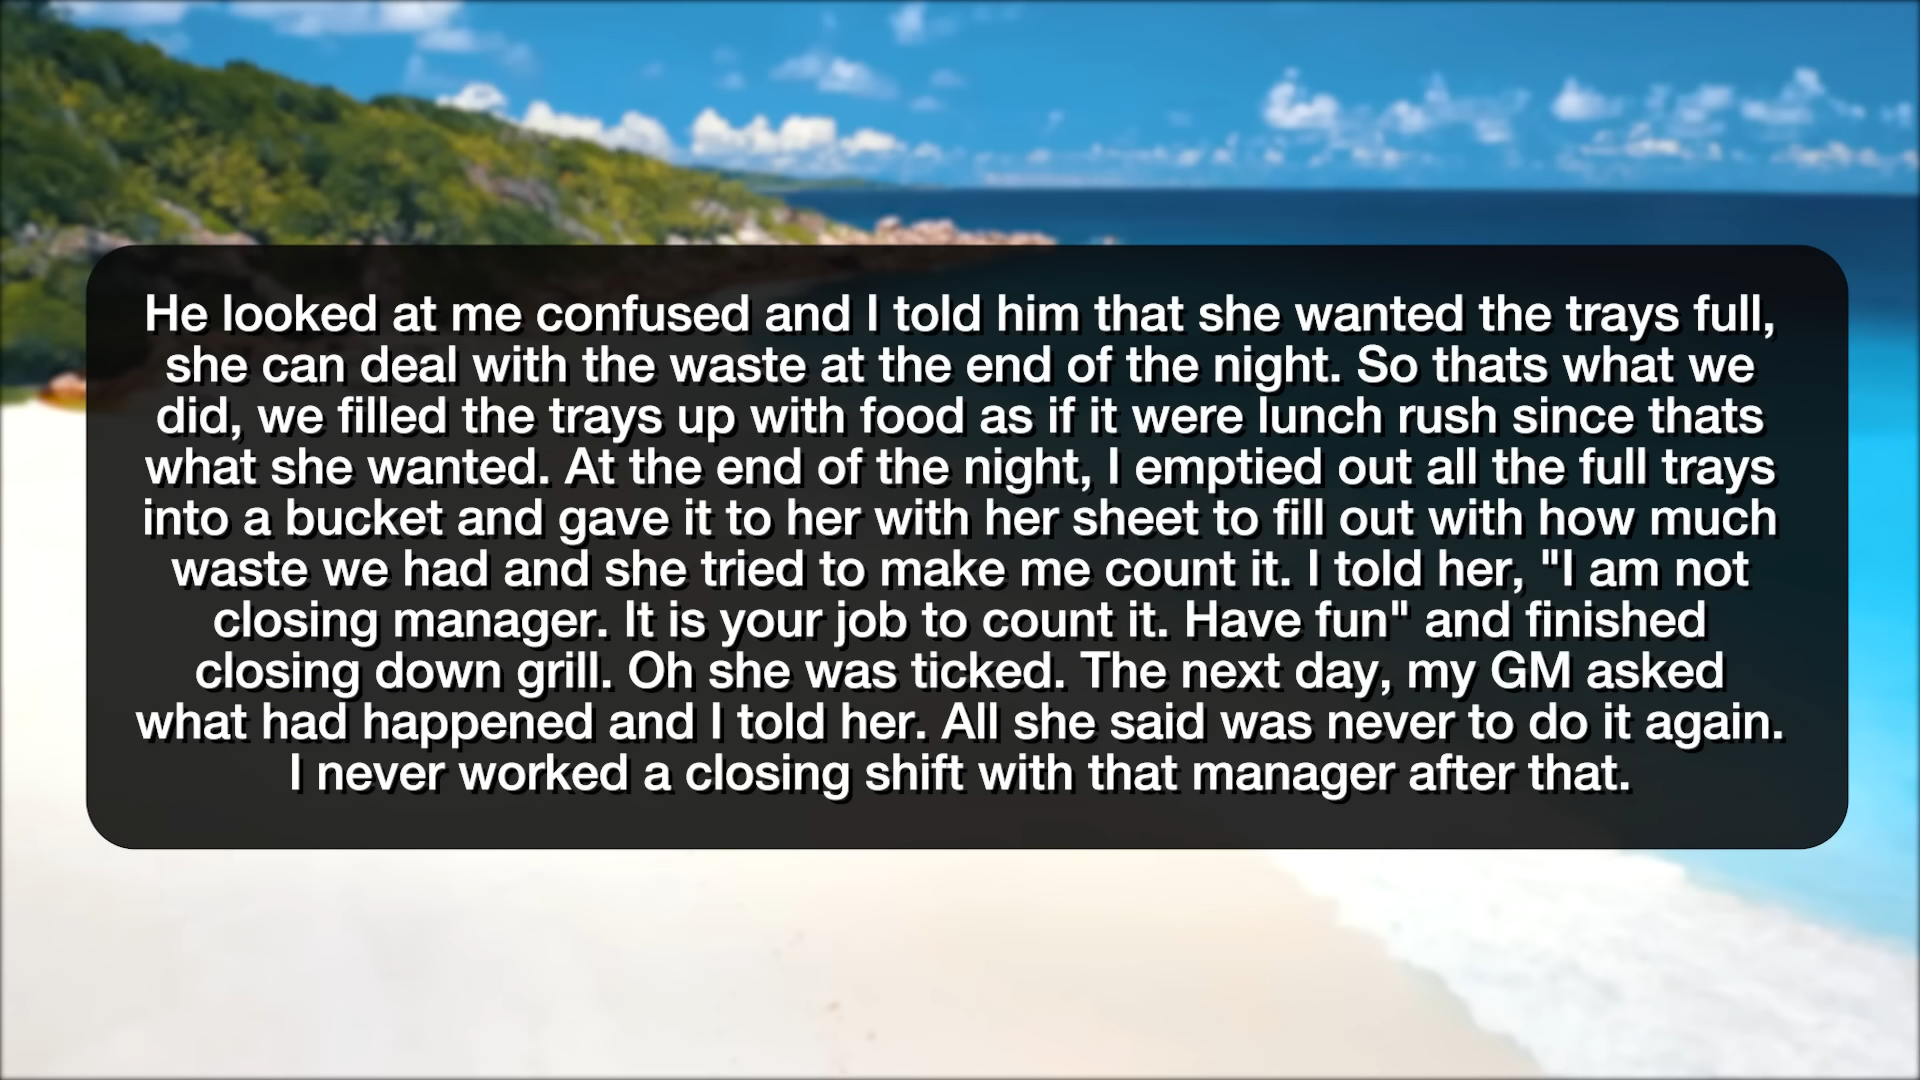 He looked at me confused and I told him that she wanted the trays full,
she can deal with the waste at the end of the night. So thats what we
did, we filled the trays up with food as if it were lunch rush since thats
what she wanted. At the end of the night, I emptied out all the full trays
into a bucket and gave it to her with her sheet to fill out with how much
waste we had and she tried to make me count it. I told her, "I am not
closing manager. It is your job to count it. Have fun" and finished
closing down grill. Oh she was ticked. The next day, my GM asked
what had happened and I told her. All she said was never to do it again.
I never worked a closing shift with that manager after that.